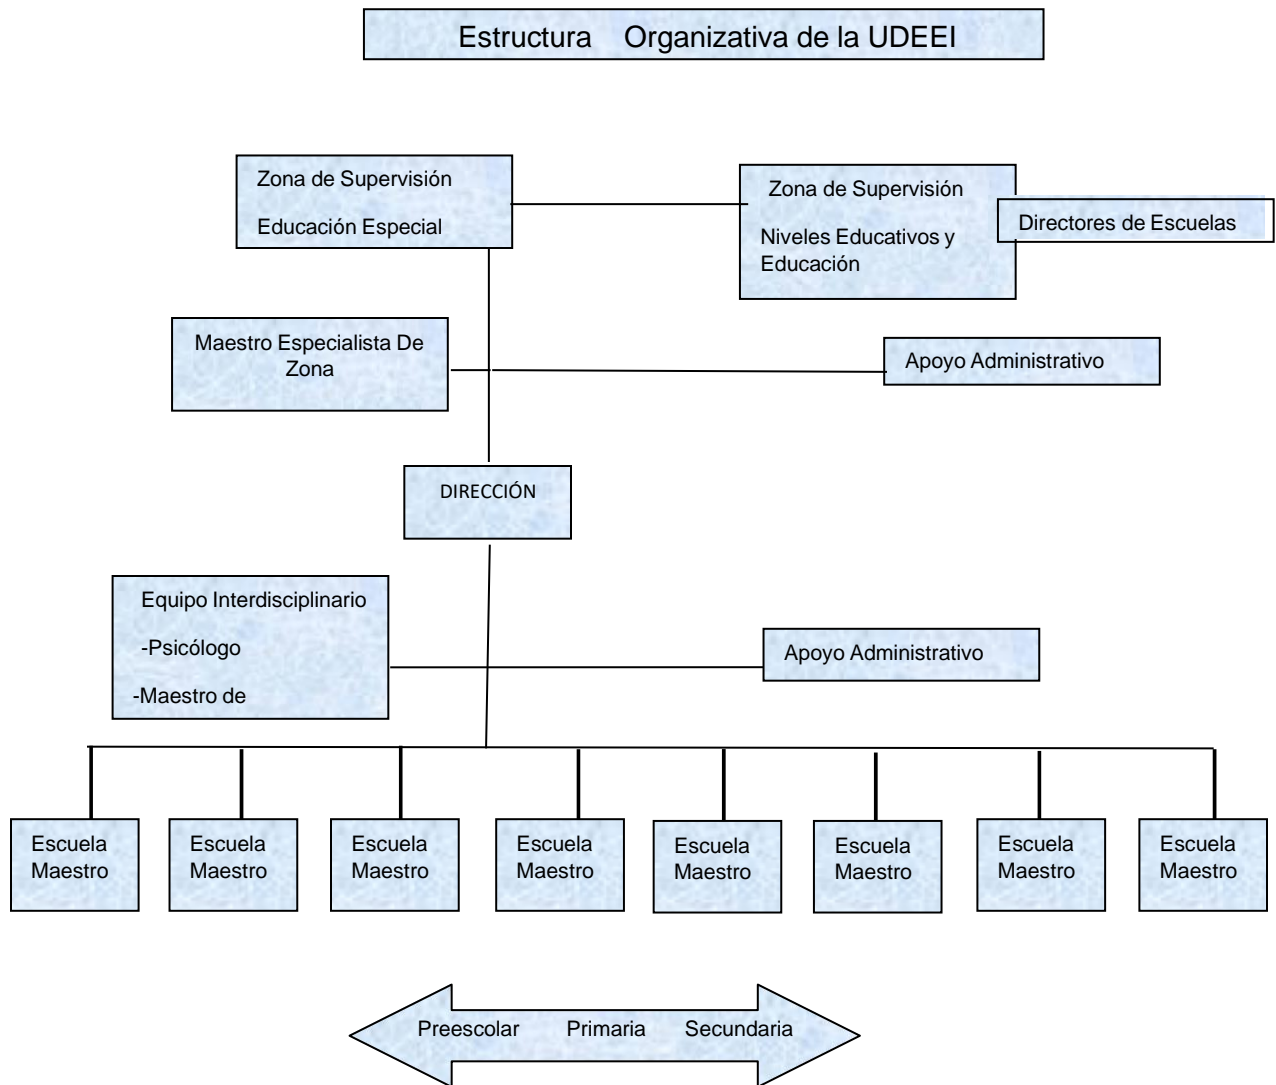 Estructura Organizativa de la UDEEI
Zona de Supervisión
Educación Especial
Zona de Supervisión
Niveles Educativos y
Educación
Directores de Escuelas
Maestro Especialista De
Zona
Apoyo Administrativo
DIRECCIÓN
Equipo Interdisciplinario
-Psicólogo
-Maestro de
Apoyo Administrativo
Escuela
Maestro
Escuela
Maestro
Escuela
Maestro
Escuela
Maestro
Escuela
Maestro
Escuela
Maestro
Escuela
Maestro
Escuela
Maestro
Preescolar Primaria Secundaria